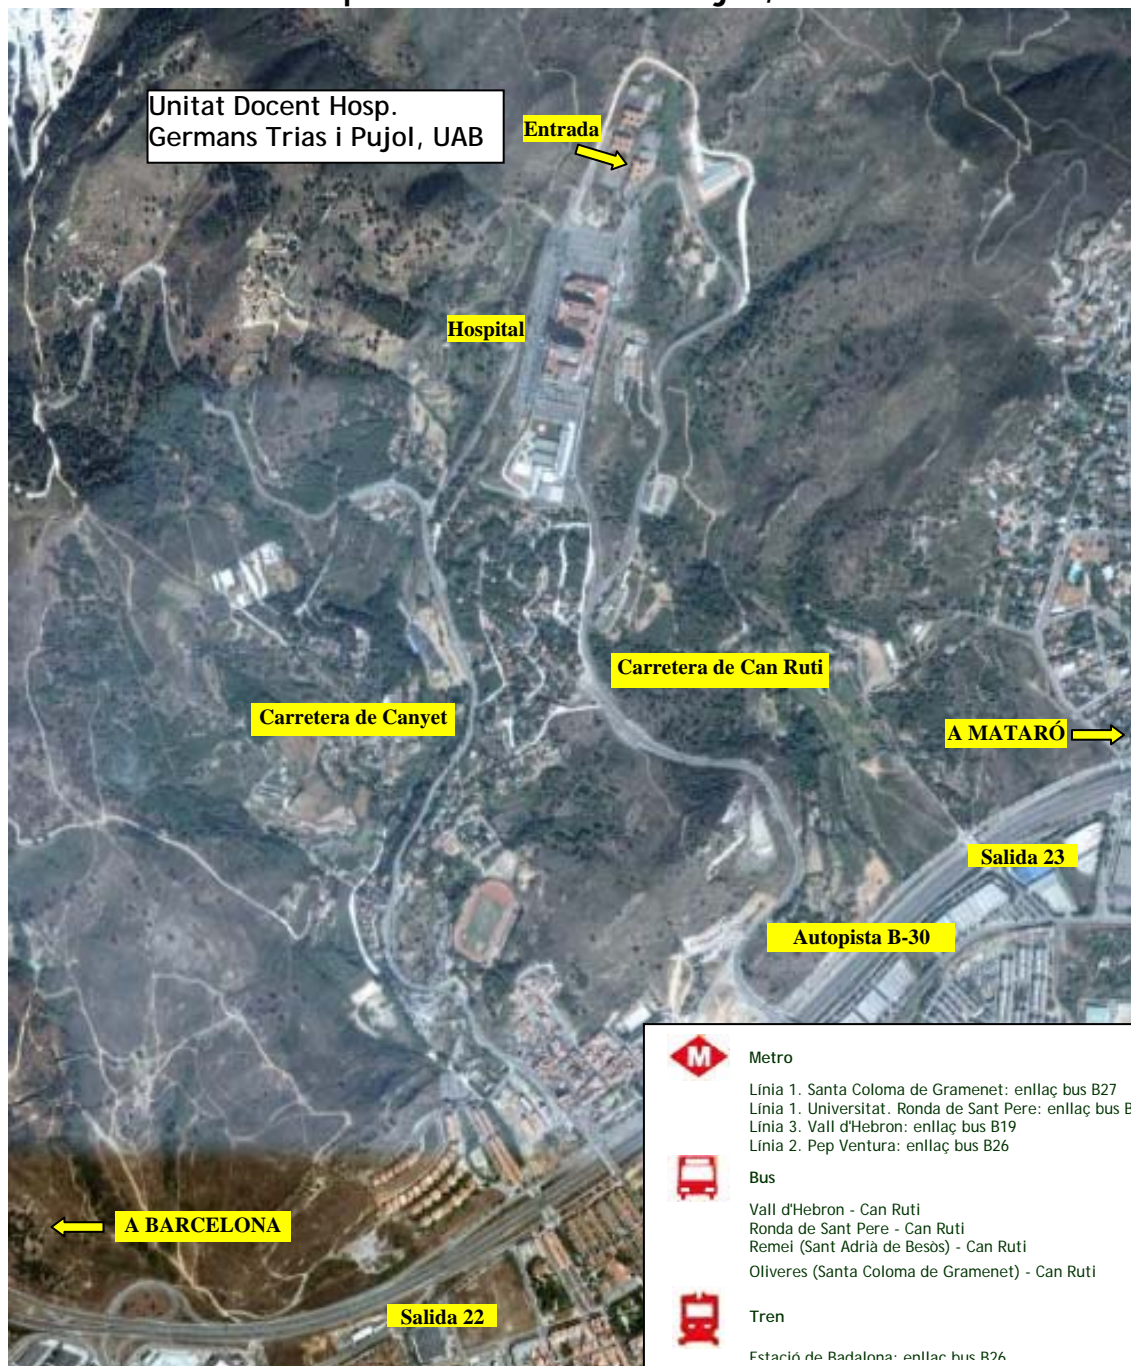 Unitat Docent Hosp.
Germans Trias i Pujol, UAB
Entrada
Hospital
Carretera de Can Ruti
Carretera de Canyet
A MATARÓ
Salida 23
Autopista B-30
A BARCELONA
Salida 22
M
Metro
Línia 1. Santa Coloma de Gramenet: enllaç bus B27
Línia 1. Universitat. Ronda de Sant Pere: enllaç bus B
Línia 3. Vall d'Hebron: enllaç bus B19
Línia 2. Pep Ventura: enllaç bus B26
Bus
Vall d'Hebron - Can Ruti
Ronda de Sant Pere - Can Ruti
Remei (Sant Adrià de Besòs) - Can Ruti
Oliveres (Santa Coloma de Gramenet) - Can Ruti
Tren
Estació de Badalona: enllaç bus B26